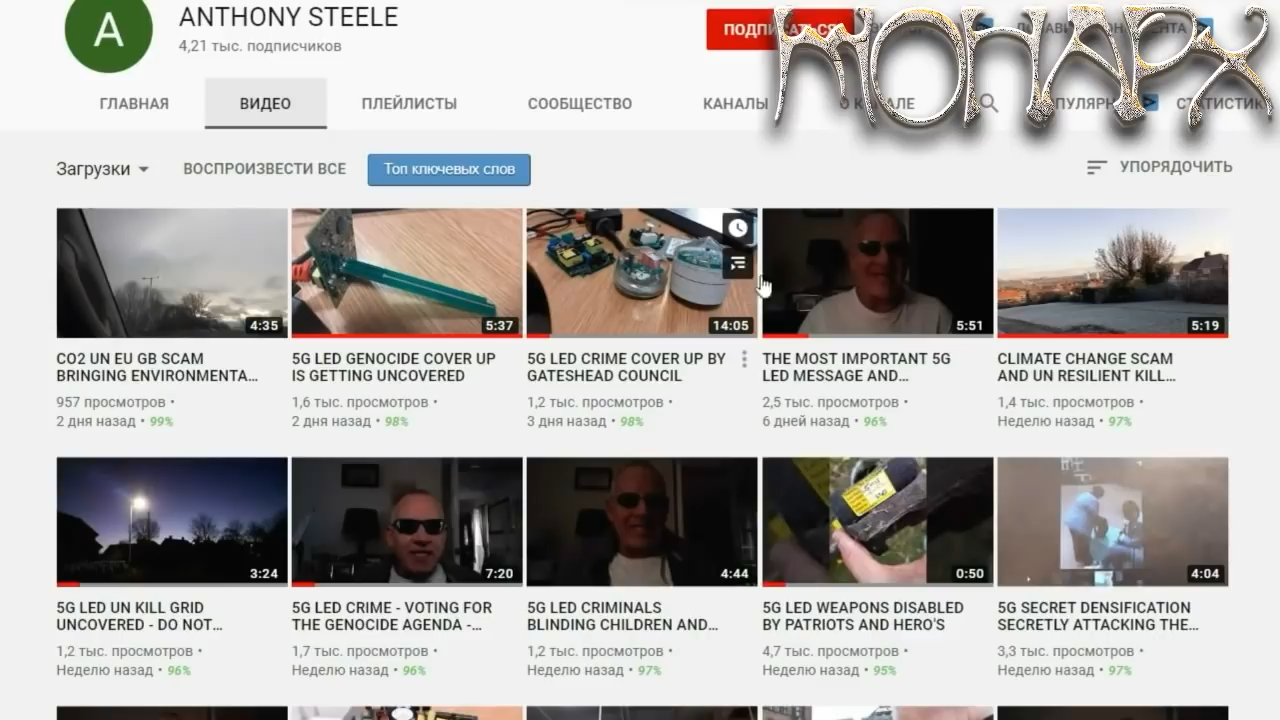 A
ANTHONY STEELE
4,21 тыс. подписчиков
ПОДПИСАТЬСЯ
МОНАРХ
ГЛАВНАЯ
ВИДЕО
ПЛЕЙЛИСТЫ
СООБЩЕСТВО
КАНАЛЫ
О КАНАЛЕ
Загрузки
ВОСПРОИЗВЕСТИ ВСЕ
Топ ключевых слов
УПОРЯДОЧИТЬ
4:35
5:37
14:05
5:51
5:19
CO2 UN EU GB SCAM
BRINGING ENVIRONMENTA...
957 просмотров •
2 дня назад • 99%
5G LED GENOCIDE COVER UP
IS GETTING UNCOVERED
1,6 тыс. просмотров •
2 дня назад • 98%
5G LED CRIME COVER UP BY
GATESHEAD COUNCIL
1,2 тыс. просмотров •
3 дня назад • 98%
THE MOST IMPORTANT 5G
LED MESSAGE AND...
2,5 тыс. просмотров •
6 дней назад • 96%
CLIMATE CHANGE SCAM
AND UN RESILIENT KILL...
1,4 тыс. просмотров •
Неделю назад • 97%
3:24
7:20
4:44
0:50
4:04
5G LED UN KILL GRID
UNCOVERED - DO NOT...
1,2 тыс. просмотров •
Неделю назад • 96%
5G LED CRIME - VOTING FOR
THE GENOCIDE AGENDA -...
1,7 тыс. просмотров •
Неделю назад • 96%
5G LED CRIMINALS
BLINDING CHILDREN AND...
1,2 тыс. просмотров •
Неделю назад • 97%
5G LED WEAPONS DISABLED
BY PATRIOTS AND HERO'S
4,7 тыс. просмотров •
Неделю назад • 95%
5G SECRET DENSIFICATION
SECRETLY ATTACKING THE...
3,3 тыс. просмотров •
Неделю назад • 97%